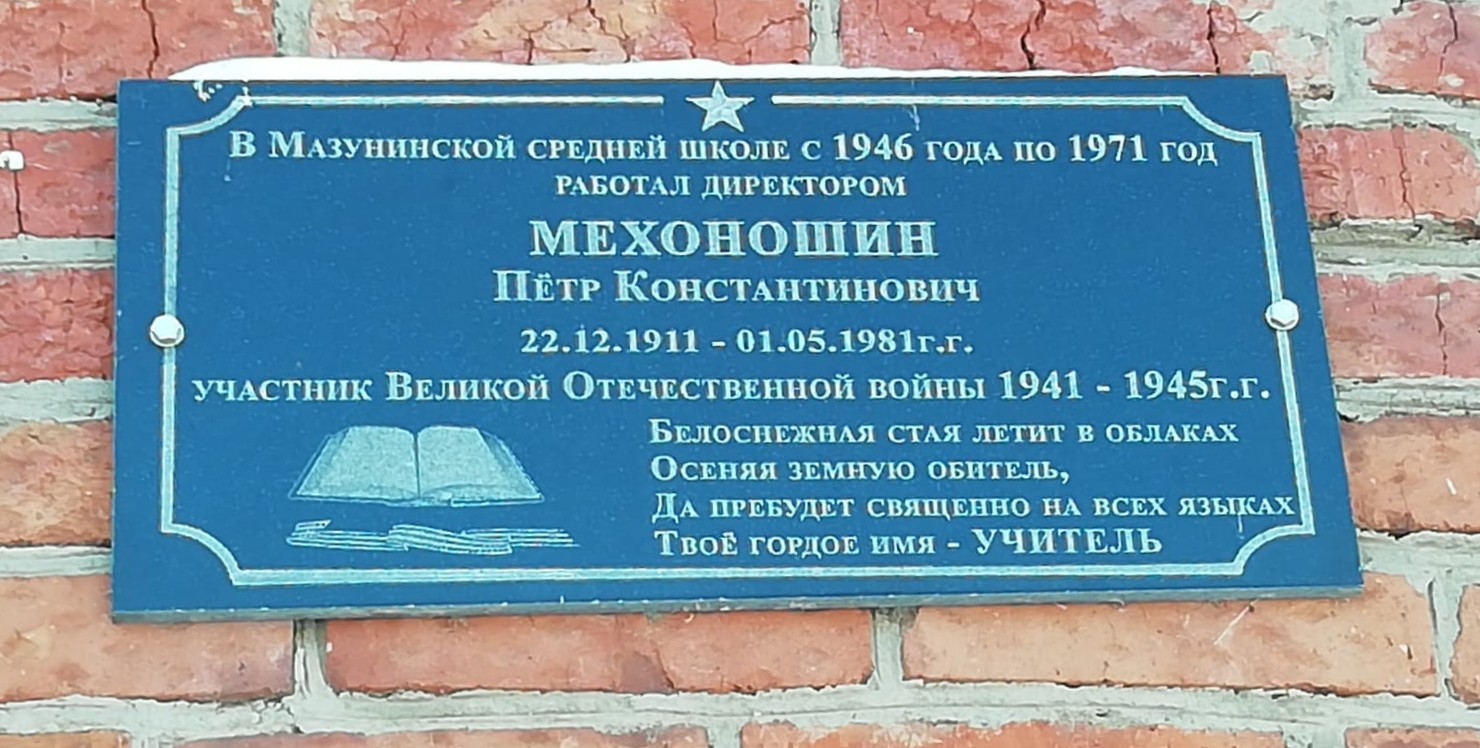 В Мазунинской средней школе с 1946 года по 1971 год
работал директором
МЕХОНОШИН
Пётр Константинович
22.12.1911 - 01.05.1981г.г.
участник Великой Отечественной войны 1941 - 1945г.г.
Белоснежная стая летит в облаках
Осеняя земную обитель,
Да пребудет священно на всех языках
Твоё гордое имя - УЧИТЕЛЬ